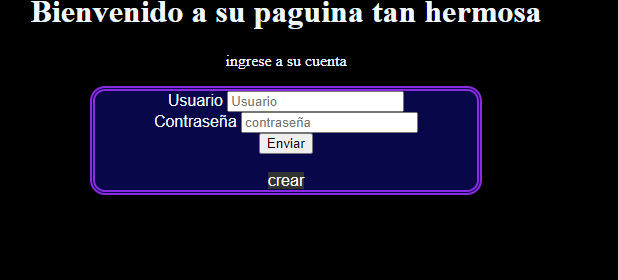 Bienvenido a su paguina tan hermosa
ingrese a su cuenta
Usuario Usuario
Contraseña contraseña
Enviar
crear